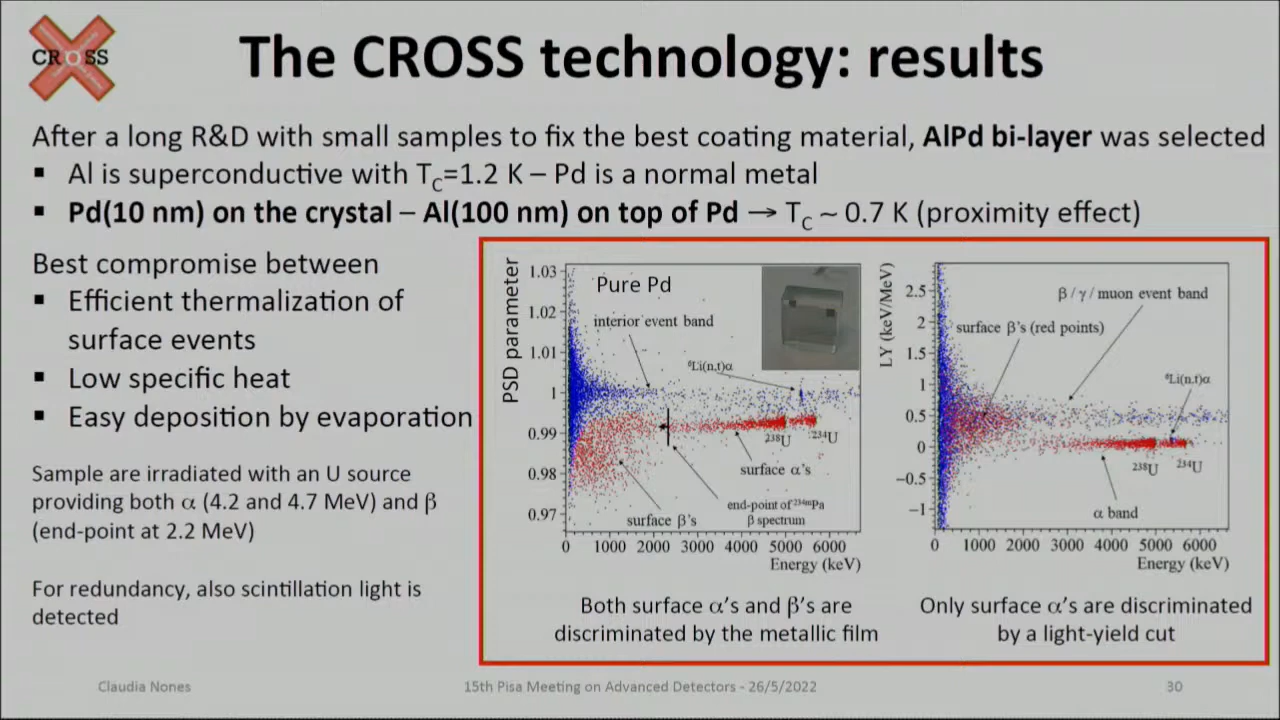 CROSS
The CROSS technology: results
After a long R&D with small samples to fix the best coating material, AlPd bi-layer was selected
▪ Al is superconductive with TC=1.2 K – Pd is a normal metal
▪ Pd(10 nm) on the crystal – Al(100 nm) on top of Pd → TC ~ 0.7 K (proximity effect)
Best compromise between
▪ Efficient thermalization of
surface events
▪ Low specific heat
▪ Easy deposition by evaporation
Sample are irradiated with an U source
providing both α (4.2 and 4.7 MeV) and β
(end-point at 2.2 MeV)
For redundancy, also scintillation light is
detected
PSD parameter
1.03
1.02
1.01
1
0.99
0.98
0.97
Pure Pd
interior event band
⁶Li(n,t)α
²³⁸U
²³⁴U
surface α's
end-point of ²³⁴ᵐPa
β spectrum
surface β's
0 1000 2000 3000 4000 5000 6000
Energy (keV)
LY (keV/MeV)
2.5
2
1.5
1
0.5
0
−0.5
−1
β / γ / muon event band
surface β's (red points)
⁶Li(n,t)α
²³⁸U
²³⁴U
α band
0 1000 2000 3000 4000 5000 6000
Energy (keV)
Both surface α's and β's are
discriminated by the metallic film
Only surface α's are discriminated
by a light-yield cut
Claudia Nones
15th Pisa Meeting on Advanced Detectors - 26/5/2022
30